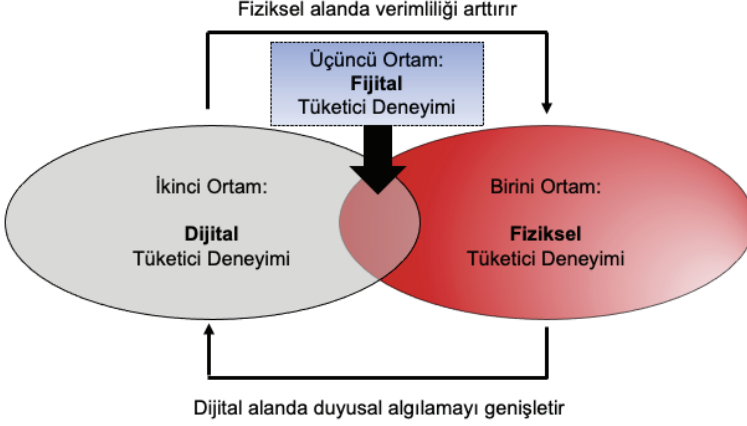 Fiziksel alanda verimliliği arttırır
Üçüncü Ortam:
Fijital
Tüketici Deneyimi
İkinci Ortam:
Dijital
Tüketici Deneyimi
Birini Ortam:
Fiziksel
Tüketici Deneyimi
Dijital alanda duyusal algılamayı genişletir